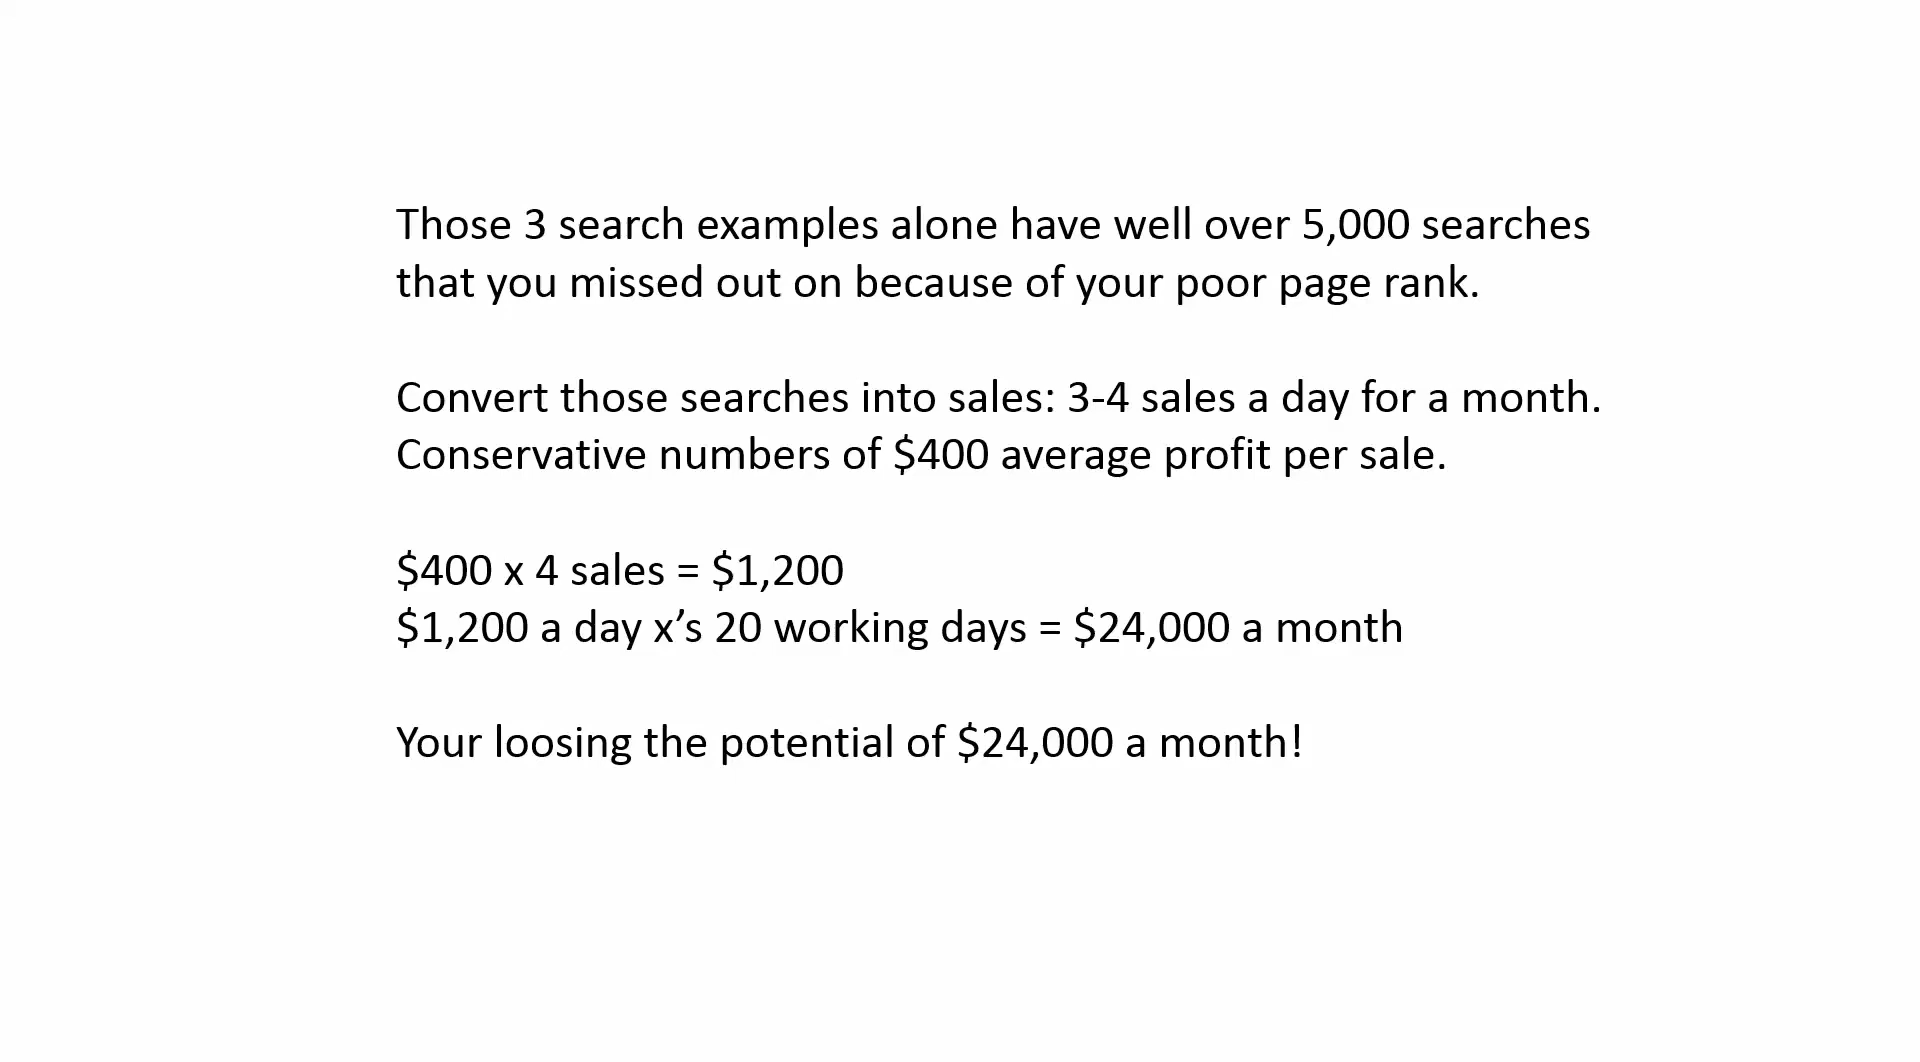 Those 3 search examples alone have well over 5,000 searches
that you missed out on because of your poor page rank.
Convert those searches into sales: 3-4 sales a day for a month.
Conservative numbers of $400 average profit per sale.
$400 x 4 sales = $1,200
$1,200 a day x’s 20 working days = $24,000 a month
Your loosing the potential of $24,000 a month!